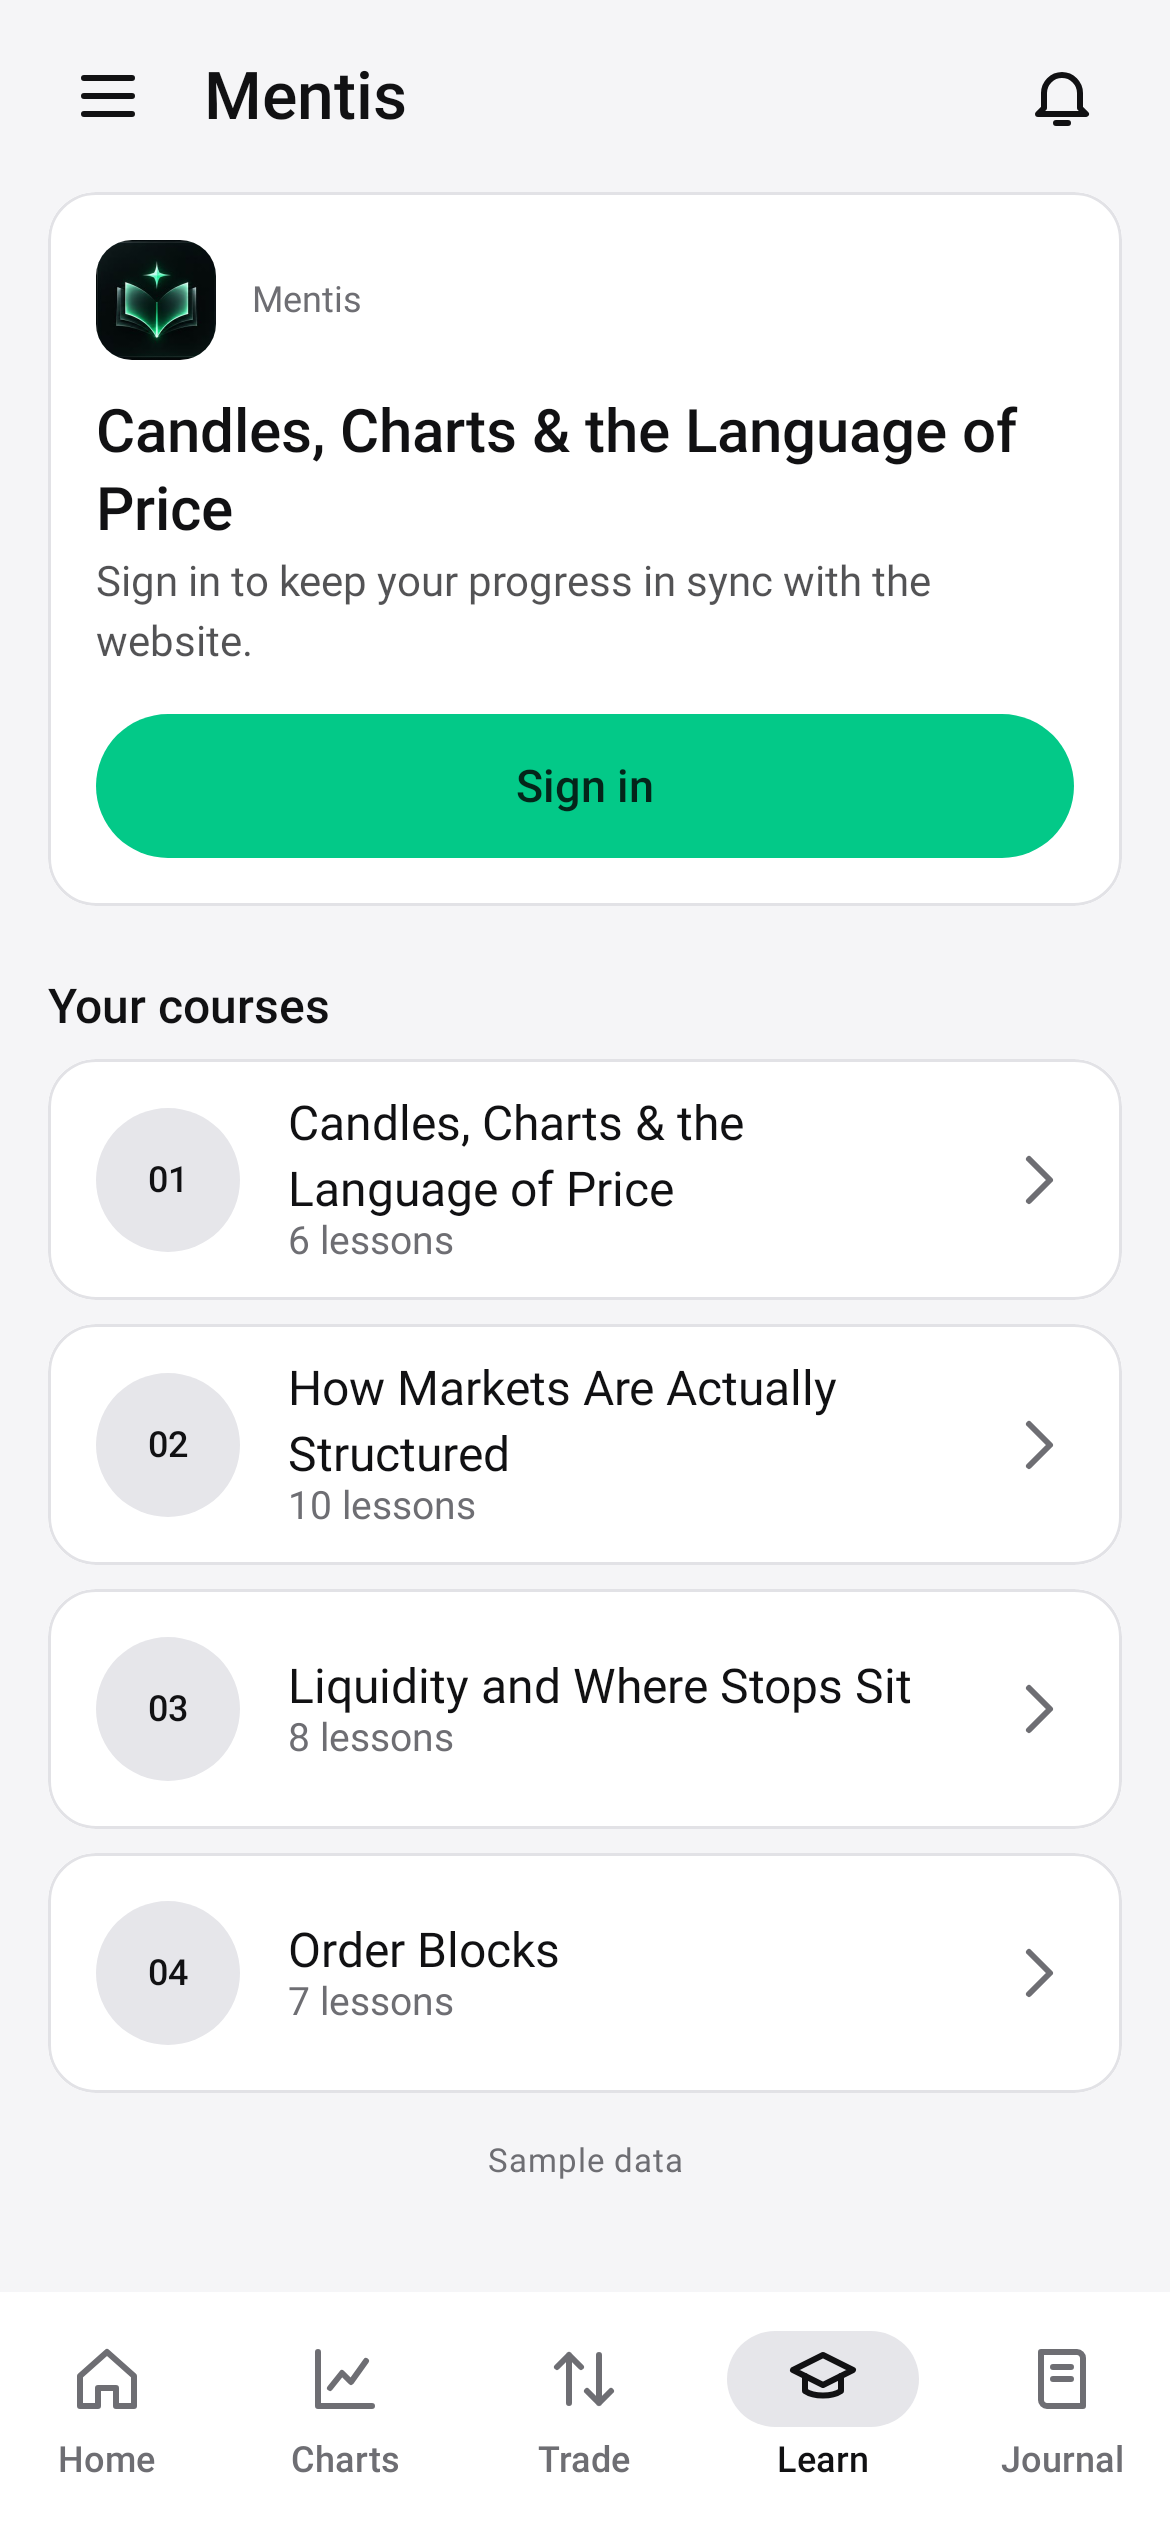 Mentis
Mentis
Candles, Charts & the Language of
Price
Sign in to keep your progress in sync with the
website.
Sign in
Your courses
01
Candles, Charts & the
Language of Price
6 lessons
02
How Markets Are Actually
Structured
10 lessons
03
Liquidity and Where Stops Sit
8 lessons
04
Order Blocks
7 lessons
Sample data
Home
Charts
Trade
Learn
Journal